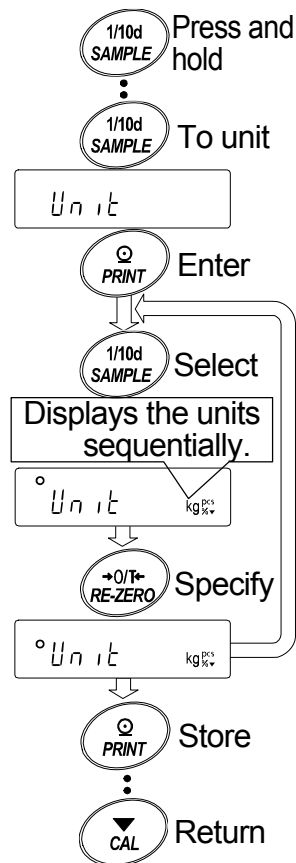 1/10d
SAMPLE
Press and
hold
1/10d
SAMPLE
To unit
Unit
PRINT
Enter
1/10d
SAMPLE
Select
Displays the units
sequentially.
Unit kg pcs
%
→0/T←
RE-ZERO
Specify
Unit kg pcs
%
PRINT
Store
CAL
Return